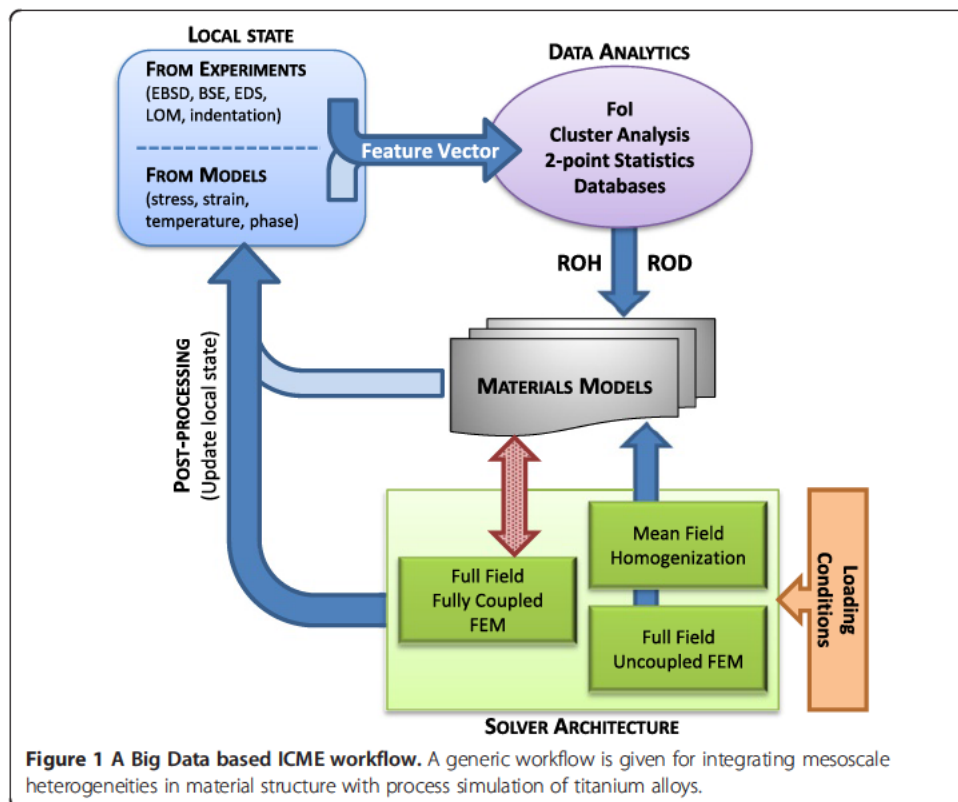 LOCAL STATE
FROM EXPERIMENTS
(EBSD, BSE, EDS,
LOM, indentation)
FROM MODELS
(stress, strain,
temperature, phase)
Feature Vector
DATA ANALYTICS
FoI
Cluster Analysis
2-point Statistics
Databases
ROH
ROD
MATERIALS MODELS
POST-PROCESSING
(Update local state)
Full Field
Fully Coupled
FEM
Mean Field
Homogenization
Full Field
Uncoupled FEM
Loading
Conditions
SOLVER ARCHITECTURE
Figure 1 A Big Data based ICME workflow. A generic workflow is given for integrating mesoscale
heterogeneities in material structure with process simulation of titanium alloys.